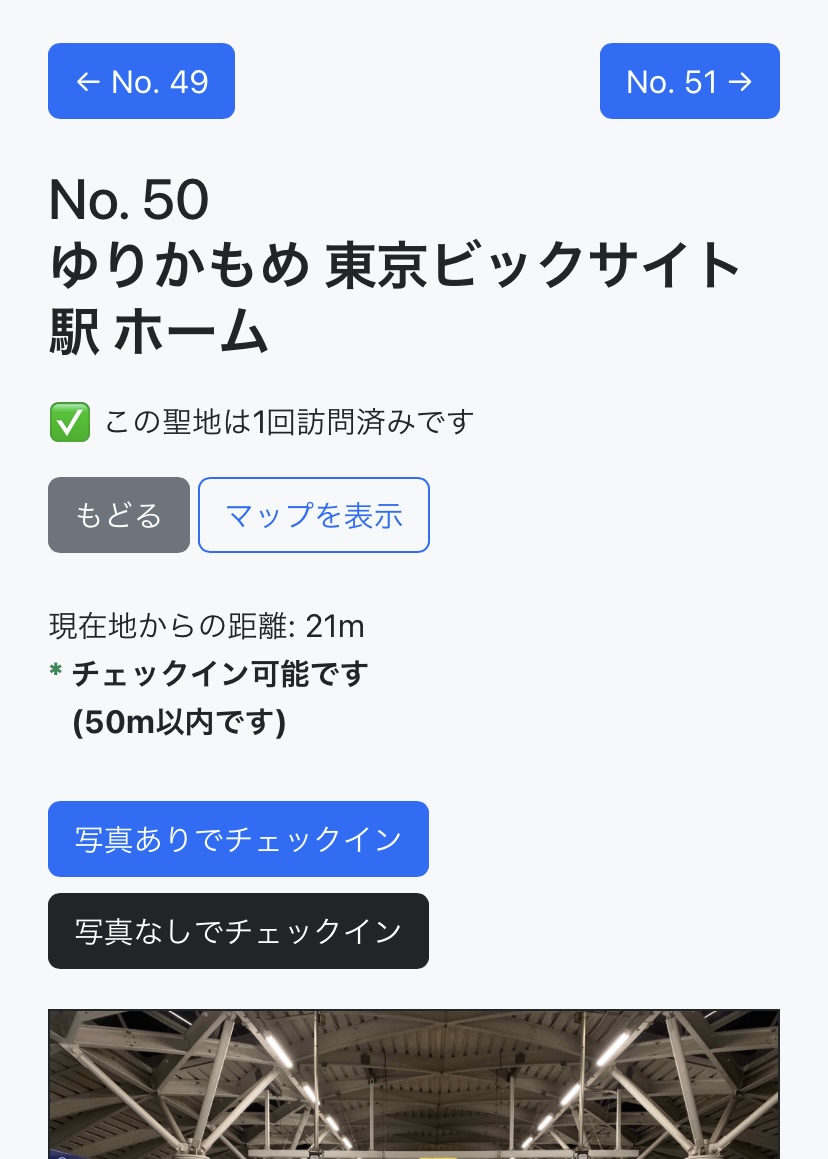 ← No. 49
No. 51 →
No. 50
ゆりかもめ 東京ビックサイト
駅 ホーム
✅ この聖地は1回訪問済みです
もどる
マップを表示
現在地からの距離: 21m
* チェックイン可能です
(50m以内です)
写真ありでチェックイン
写真なしでチェックイン